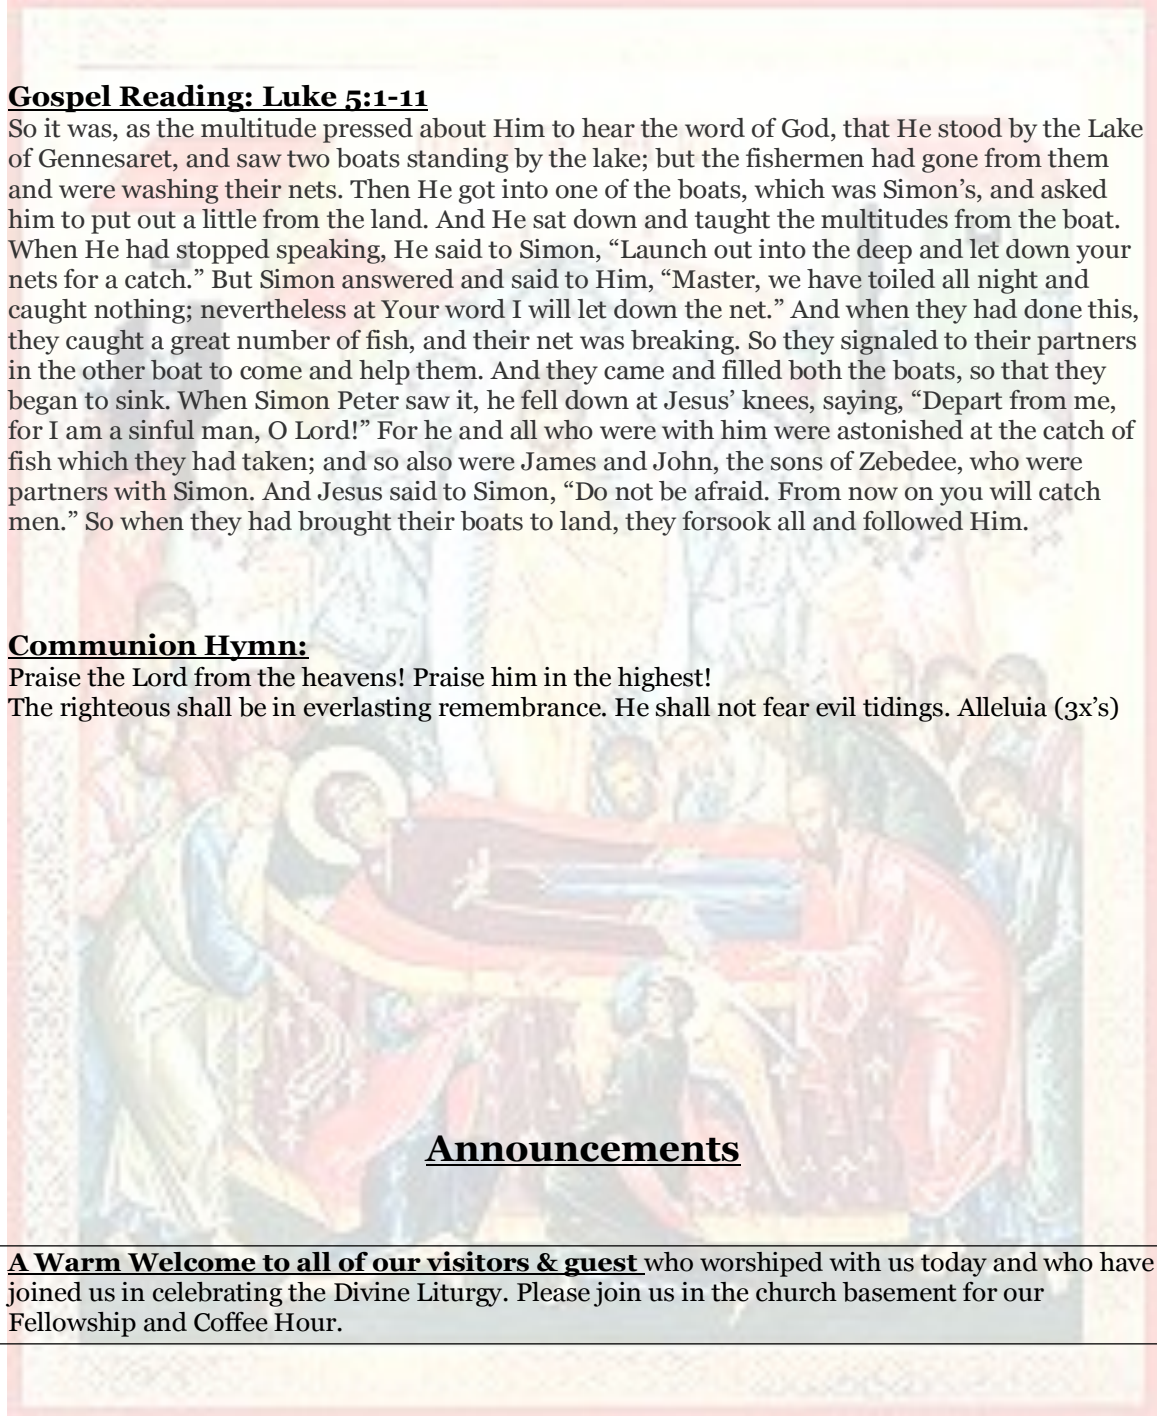 Gospel Reading: Luke 5:1-11
So it was, as the multitude pressed about Him to hear the word of God, that He stood by the Lake
of Gennesaret, and saw two boats standing by the lake; but the fishermen had gone from them
and were washing their nets. Then He got into one of the boats, which was Simon’s, and asked
him to put out a little from the land. And He sat down and taught the multitudes from the boat.
When He had stopped speaking, He said to Simon, “Launch out into the deep and let down your
nets for a catch.” But Simon answered and said to Him, “Master, we have toiled all night and
caught nothing; nevertheless at Your word I will let down the net.” And when they had done this,
they caught a great number of fish, and their net was breaking. So they signaled to their partners
in the other boat to come and help them. And they came and filled both the boats, so that they
began to sink. When Simon Peter saw it, he fell down at Jesus’ knees, saying, “Depart from me,
for I am a sinful man, O Lord!” For he and all who were with him were astonished at the catch of
fish which they had taken; and so also were James and John, the sons of Zebedee, who were
partners with Simon. And Jesus said to Simon, “Do not be afraid. From now on you will catch
men.” So when they had brought their boats to land, they forsook all and followed Him.
Communion Hymn:
Praise the Lord from the heavens! Praise him in the highest!
The righteous shall be in everlasting remembrance. He shall not fear evil tidings. Alleluia (3x’s)
Announcements
A Warm Welcome to all of our visitors & guest who worshiped with us today and who have
joined us in celebrating the Divine Liturgy. Please join us in the church basement for our
Fellowship and Coffee Hour.